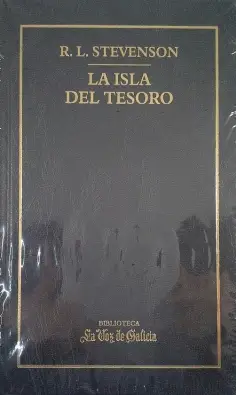 R. L. STEVENSON
LA ISLA
DEL TESORO
BIBLIOTECA
La Voz de Galicia